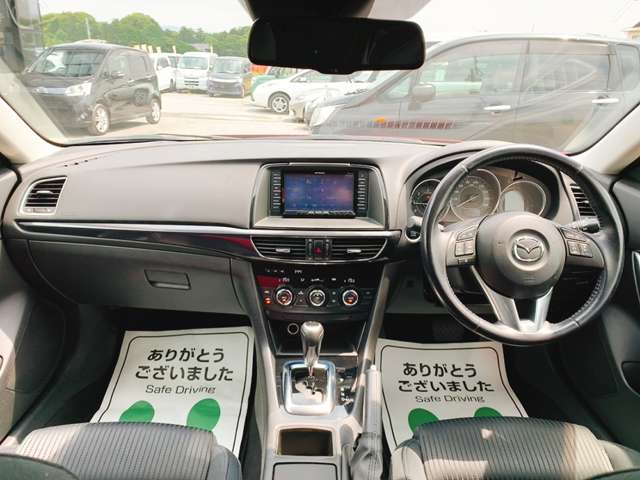 ありがとう
ございました
Safe Driving
ありがとう
ございました
Safe Driving